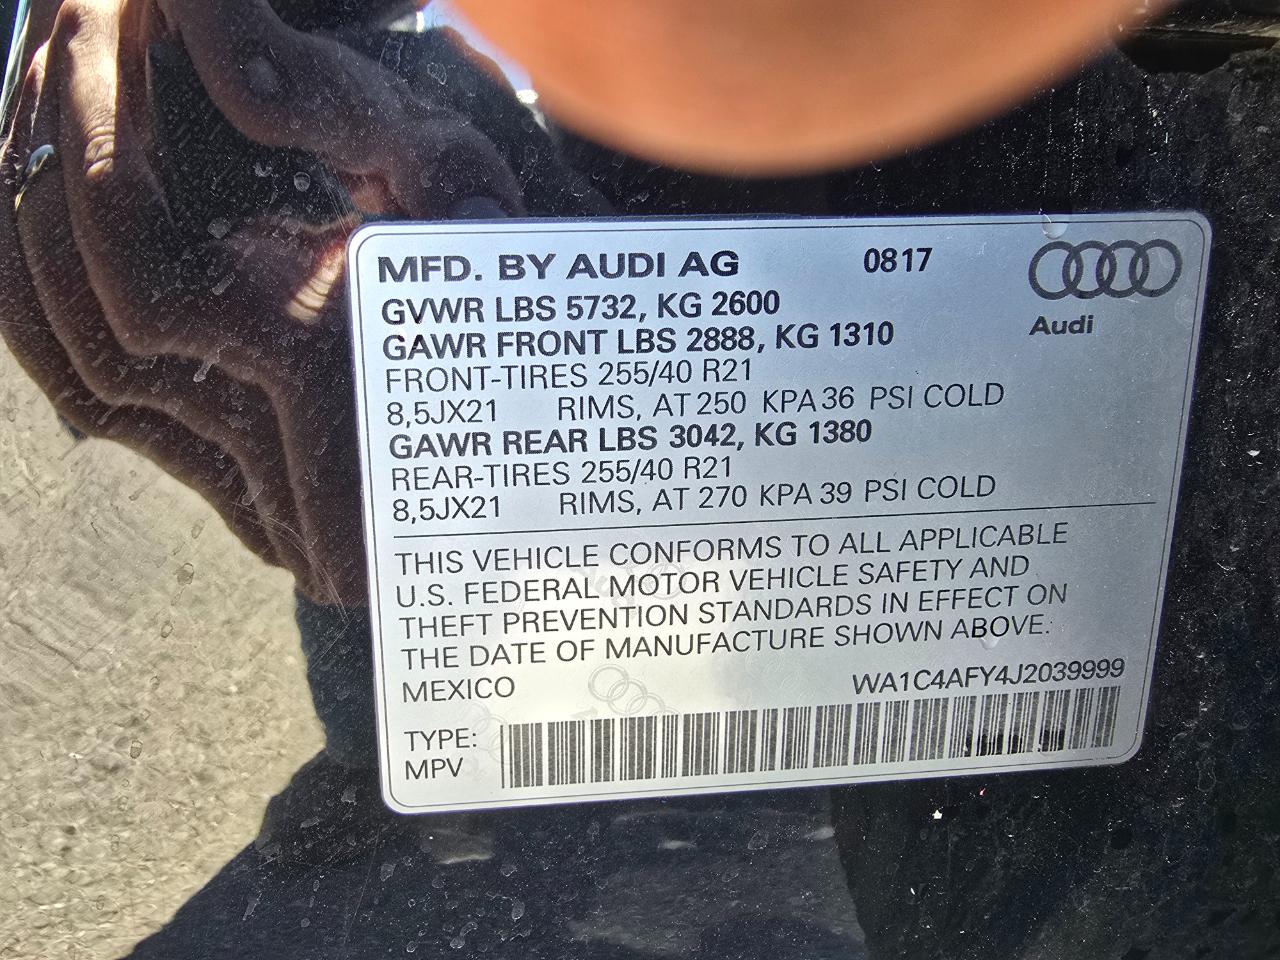 MFD. BY AUDI AG 0817
GVWR LBS 5732, KG 2600
GAWR FRONT LBS 2888, KG 1310
Audi
FRONT-TIRES 255/40 R21
8,5JX21 RIMS, AT 250 KPA 36 PSI COLD
GAWR REAR LBS 3042, KG 1380
REAR-TIRES 255/40 R21
8,5JX21 RIMS, AT 270 KPA 39 PSI COLD
THIS VEHICLE CONFORMS TO ALL APPLICABLE
U.S. FEDERAL MOTOR VEHICLE SAFETY AND
THEFT PREVENTION STANDARDS IN EFFECT ON
THE DATE OF MANUFACTURE SHOWN ABOVE.
MEXICO WA1C4AFY4J2039999
TYPE:
MPV